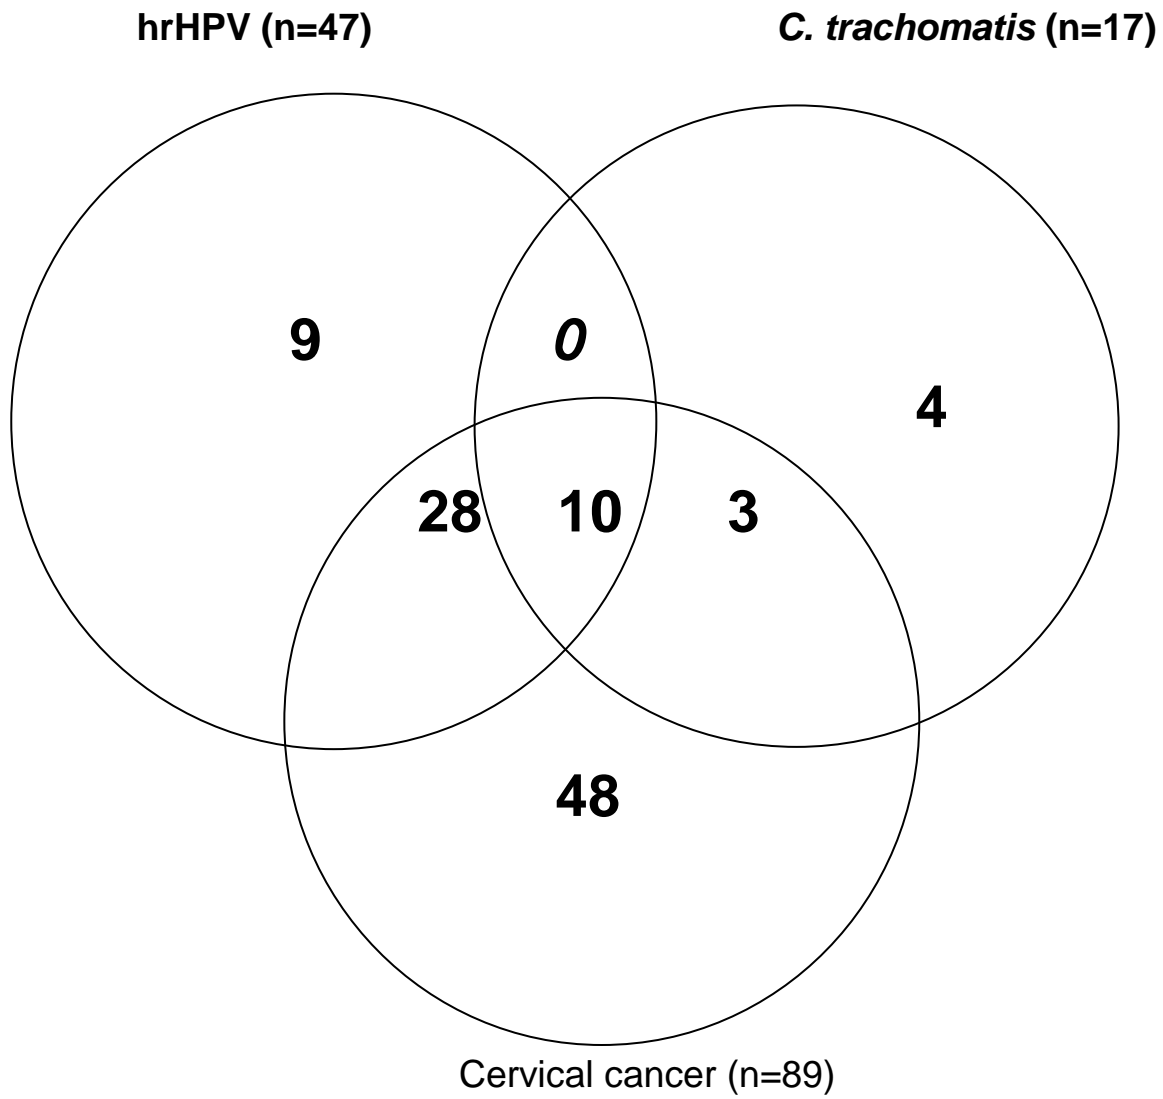 hrHPV (n=47)
C. trachomatis (n=17)
9
0
4
28
10
3
48
Cervical cancer (n=89)